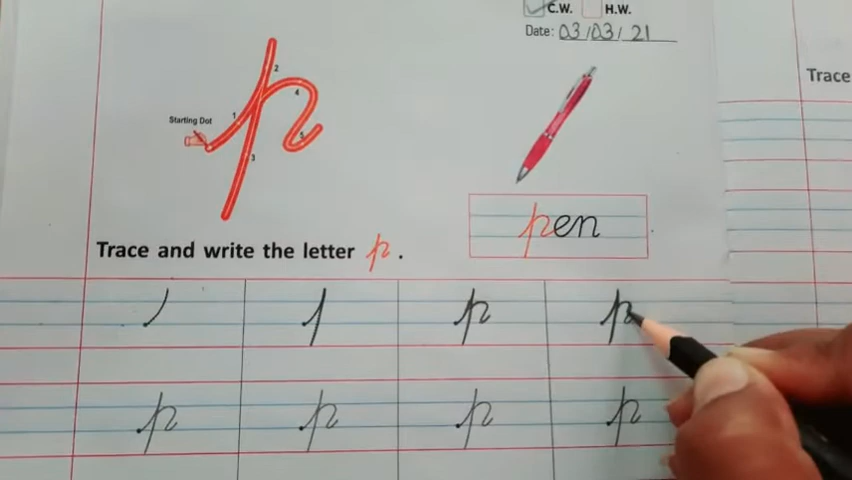 C.W. H.W.
Date: 03/03/21
2
4
1
Starting Dot
5
3
Trace
pen
Trace and write the letter p.
p p p
p p p p